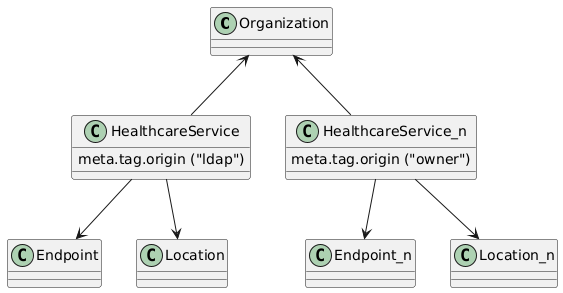 C Organization
C HealthcareService
meta.tag.origin ("ldap")
C HealthcareService_n
meta.tag.origin ("owner")
C Endpoint
C Location
C Endpoint_n
C Location_n